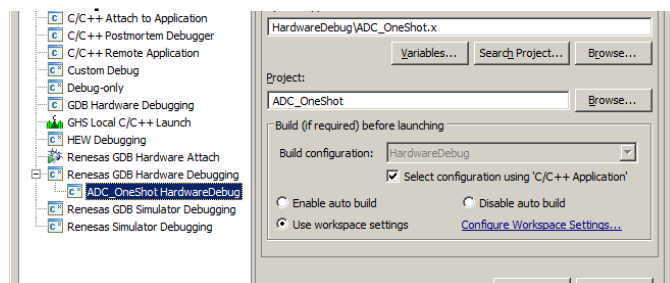 C/C++ Attach to Application
C/C++ Postmortem Debugger
C/C++ Remote Application
Custom Debug
Debug-only
GDB Hardware Debugging
GHS Local C/C++ Launch
HEW Debugging
Renesas GDB Hardware Attach
Renesas GDB Hardware Debugging
ADC_OneShot HardwareDebug
Renesas GDB Simulator Debugging
Renesas Simulator Debugging
HardwareDebug\ADC_OneShot.x
Variables... Search Project... Browse...
Project:
ADC_OneShot Browse...
Build (if required) before launching
Build configuration: HardwareDebug
Select configuration using 'C/C++ Application'
Enable auto build Disable auto build
Use workspace settings Configure Workspace Settings...